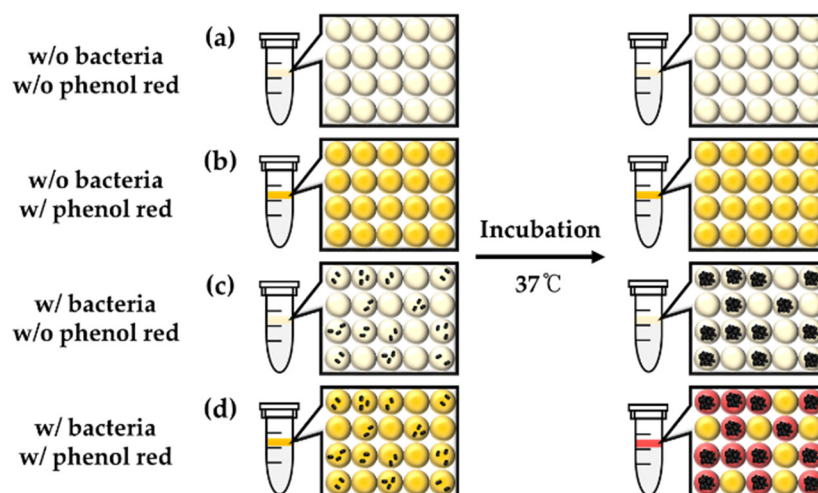 w/o bacteria
w/o phenol red
(a)
w/o bacteria
w/ phenol red
(b)
Incubation
37℃
w/ bacteria
w/o phenol red
(c)
w/ bacteria
w/ phenol red
(d)